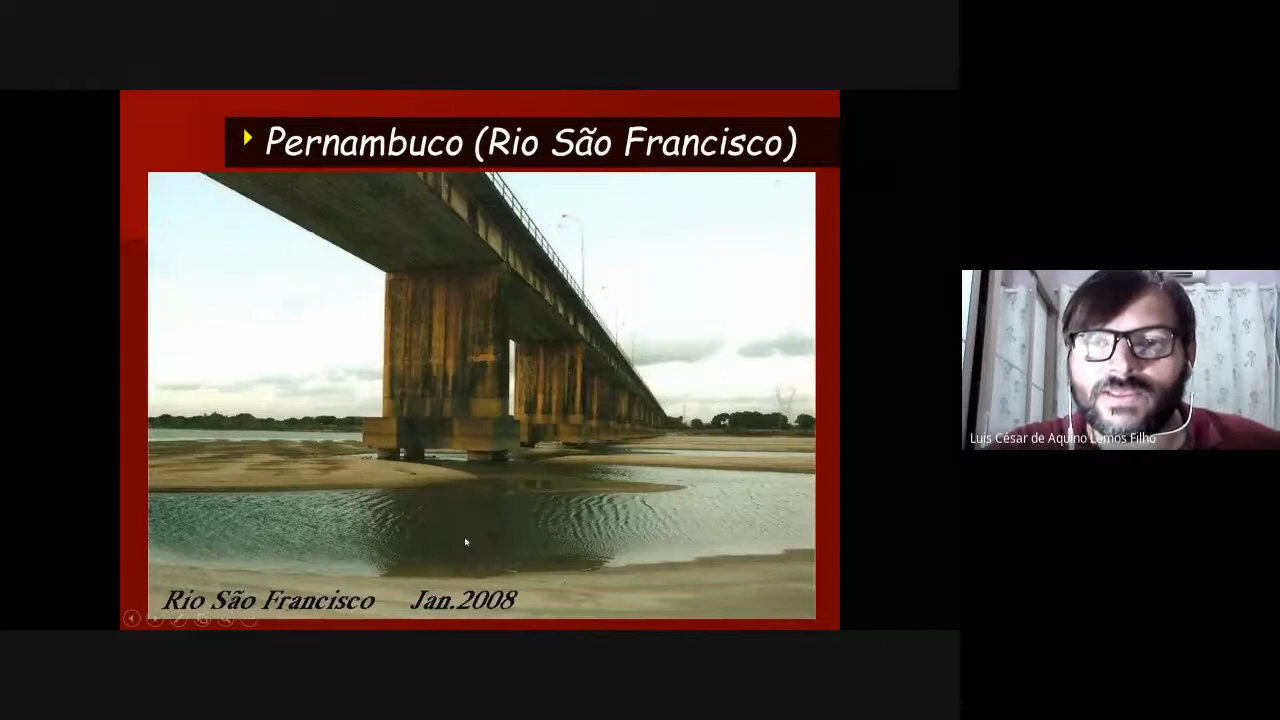 Pernambuco (Rio São Francisco)
Rio São Francisco Jan.2008
Luis César de Aquino Lemos Filho